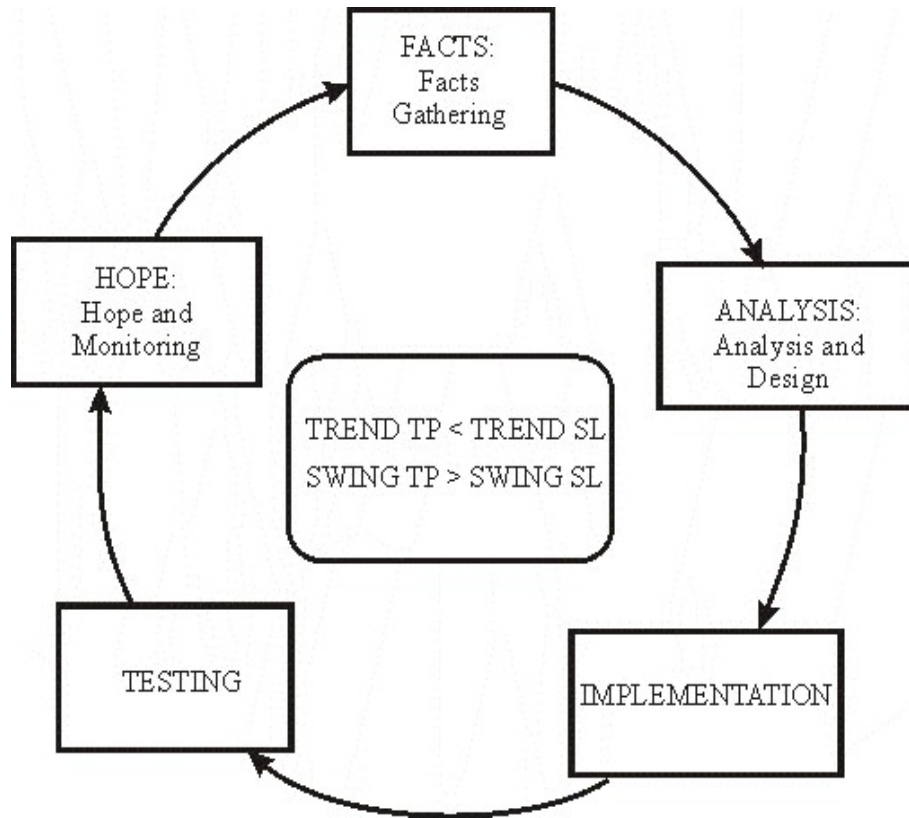 FACTS:
Facts
Gathering
ANALYSIS:
Analysis and
Design
IMPLEMENTATION
TESTING
HOPE:
Hope and
Monitoring
TREND TP < TREND SL
SWING TP > SWING SL